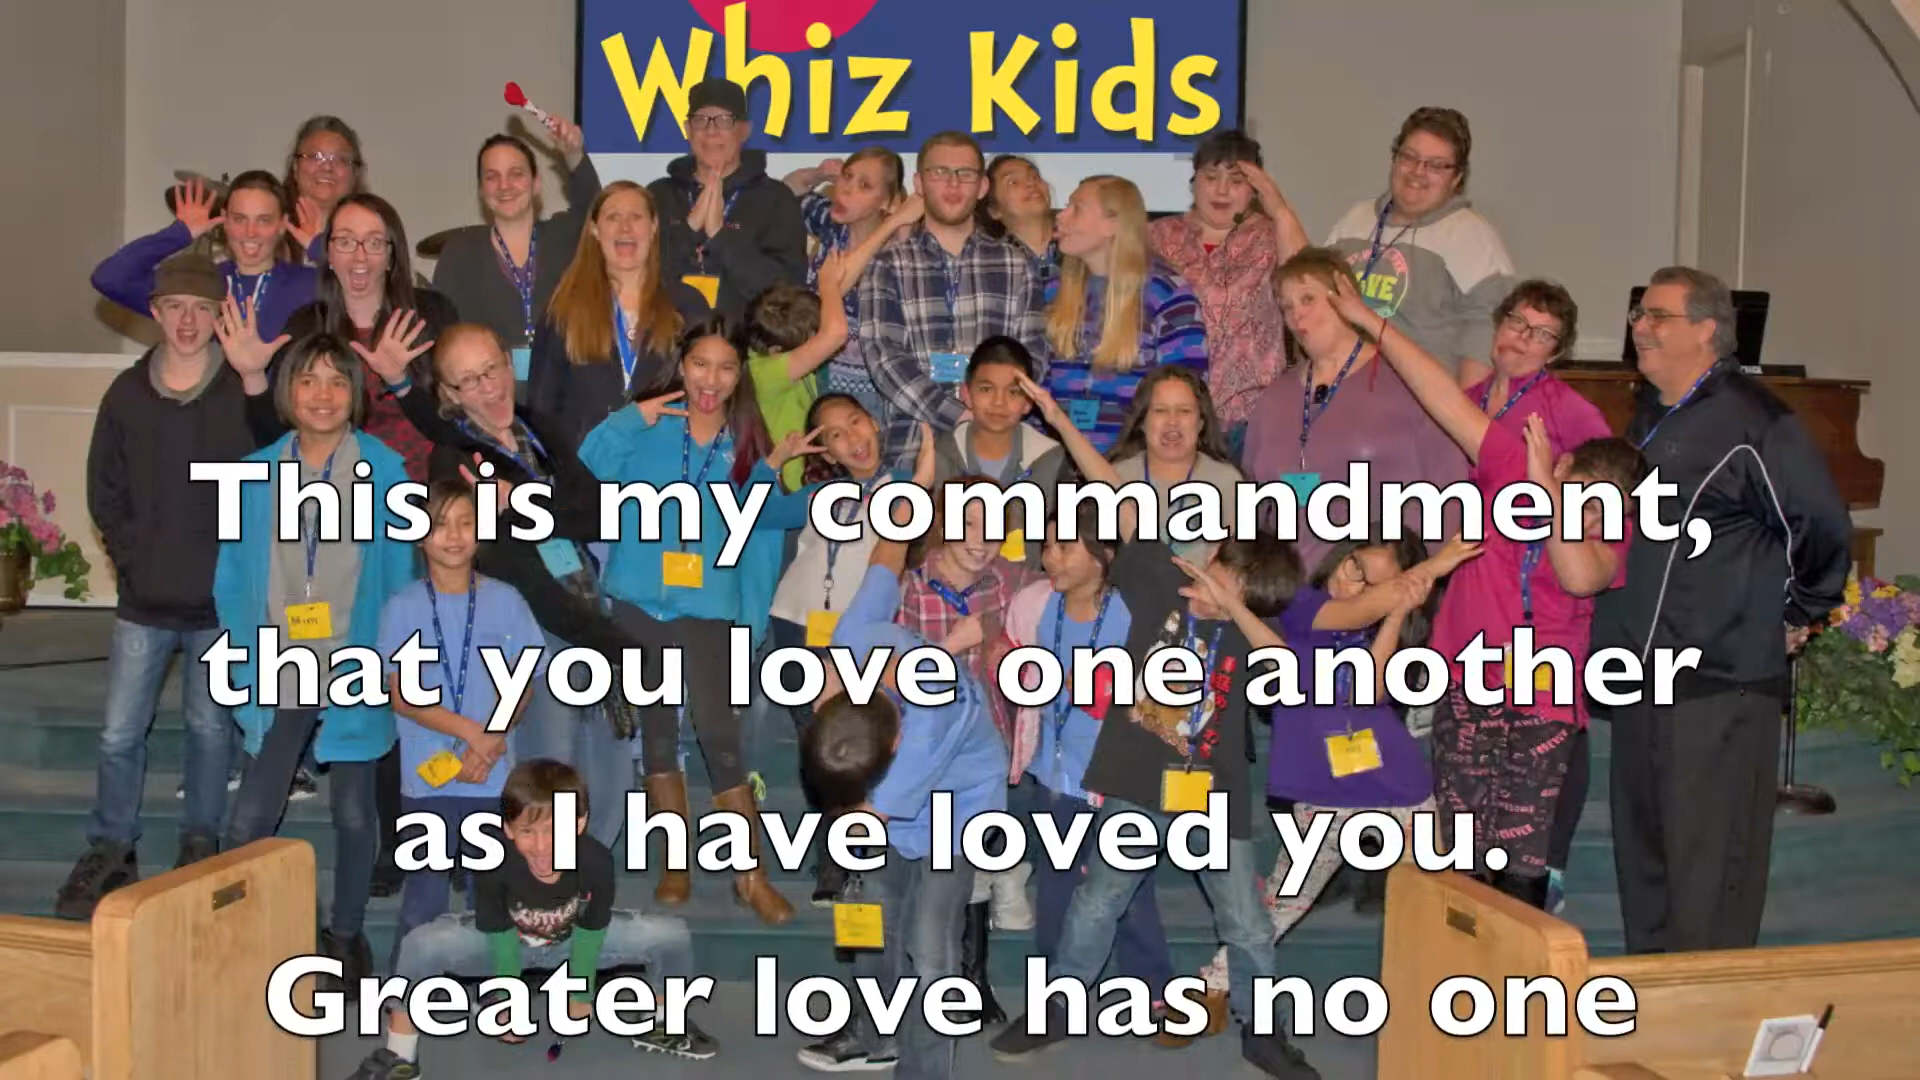 Whiz Kids
This is my commandment,
that you love one another
as I have loved you.
Greater love has no one